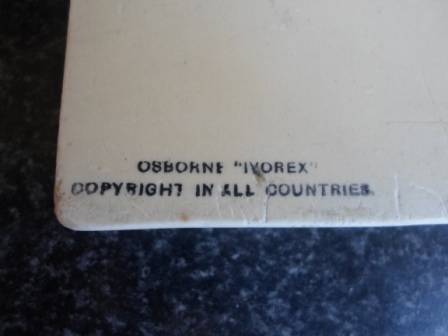 OSBORNE "IVOREX"
COPYRIGHT IN ALL COUNTRIES.